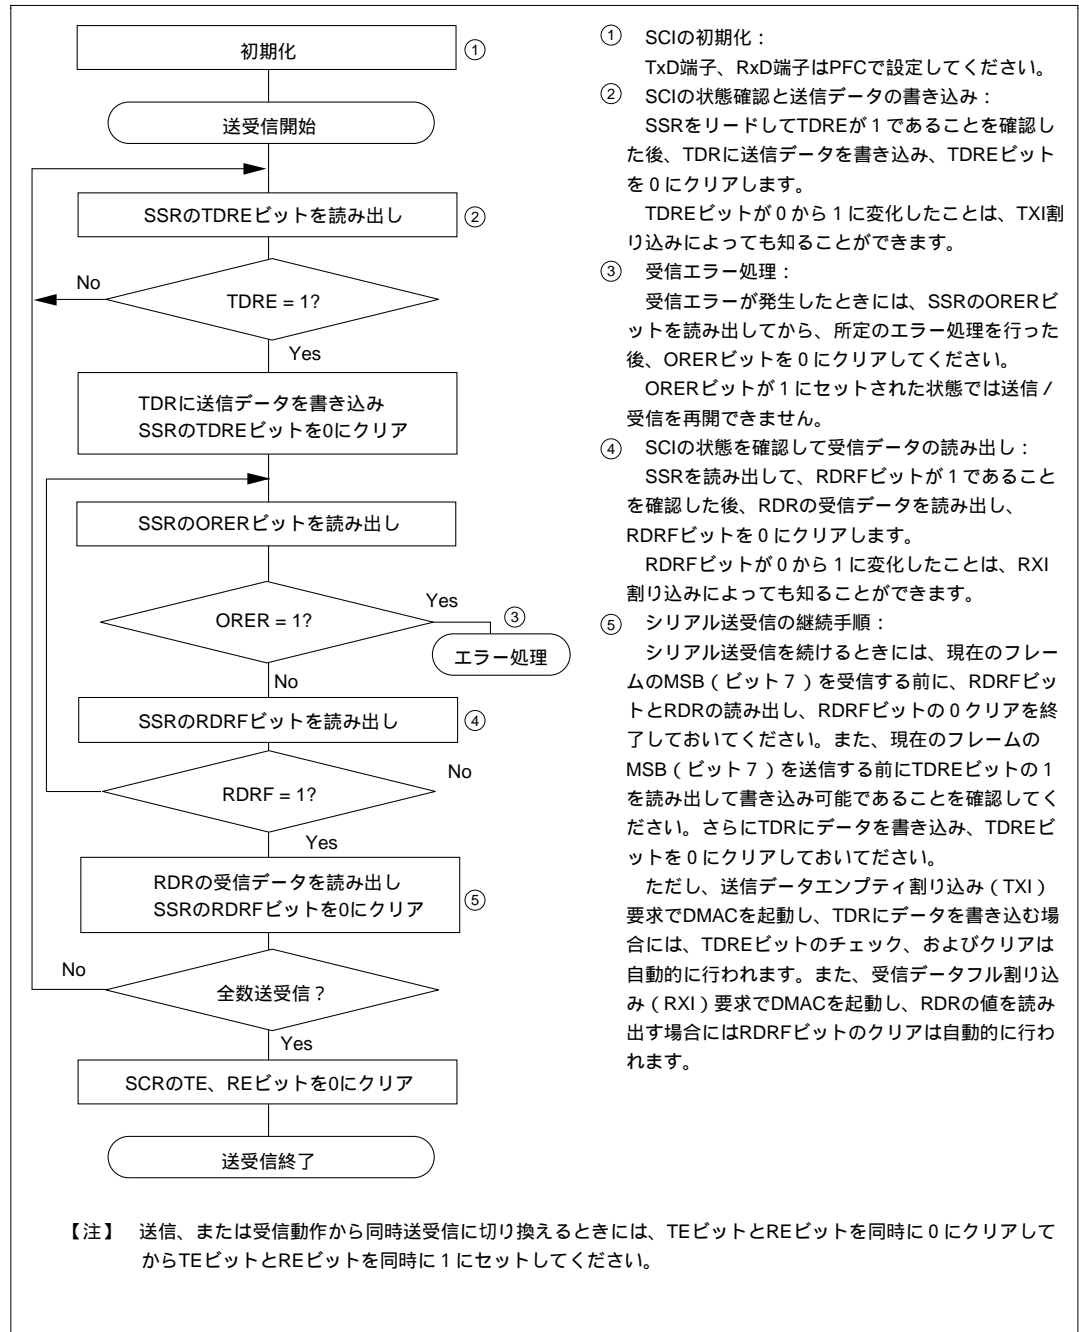 初期化
①
送受信開始
SSRのTDREビットを読み出し
②
No
TDRE = 1?
Yes
TDRに送信データを書き込み
SSRのTDREビットを0にクリア
SSRのORERビットを読み出し
ORER = 1?
Yes
③
エラー処理
No
SSRのRDRFビットを読み出し
④
No
RDRF = 1?
Yes
RDRの受信データを読み出し
SSRのRDRFビットを0にクリア
⑤
No
全数送受信？
Yes
SCRのTE、REビットを0にクリア
送受信終了
① SCIの初期化：
TxD端子、RxD端子はPFCで設定してください。
② SCIの状態確認と送信データの書き込み：
SSRをリードしてTDREが１であることを確認し
た後、TDRに送信データを書き込み、TDREビット
を０にクリアします。
TDREビットが０から１に変化したことは、TXI割
り込みによっても知ることができます。
③ 受信エラー処理：
受信エラーが発生したときには、SSRのORERビ
ットを読み出してから、所定のエラー処理を行った
後、ORERビットを０にクリアしてください。
ORERビットが１にセットされた状態では送信／
受信を再開できません。
④ SCIの状態を確認して受信データの読み出し：
SSRを読み出して、RDRFビットが１であること
を確認した後、RDRの受信データを読み出し、
RDRFビットを０にクリアします。
RDRFビットが０から１に変化したことは、RXI
割り込みによっても知ることができます。
⑤ シリアル送受信の継続手順：
シリアル送受信を続けるときには、現在のフレー
ムのMSB（ビット７）を受信する前に、RDRFビッ
トとRDRの読み出し、RDRFビットの０クリアを終
了しておいてください。また、現在のフレームの
MSB（ビット７）を送信する前にTDREビットの１
を読み出して書き込み可能であることを確認してく
ださい。さらにTDRにデータを書き込み、TDREビ
ットを０にクリアしておいてださい。
ただし、送信データエンプティ割り込み（TXI）
要求でDMACを起動し、TDRにデータを書き込む場
合には、TDREビットのチェック、およびクリアは
自動的に行われます。また、受信データフル割り込
み（RXI）要求でDMACを起動し、RDRの値を読み
出す場合にはRDRFビットのクリアは自動的に行わ
れます。
【注】 送信、または受信動作から同時送受信に切り換えるときには、TEビットとREビットを同時に０にクリアして
からTEビットとREビットを同時に１にセットしてください。